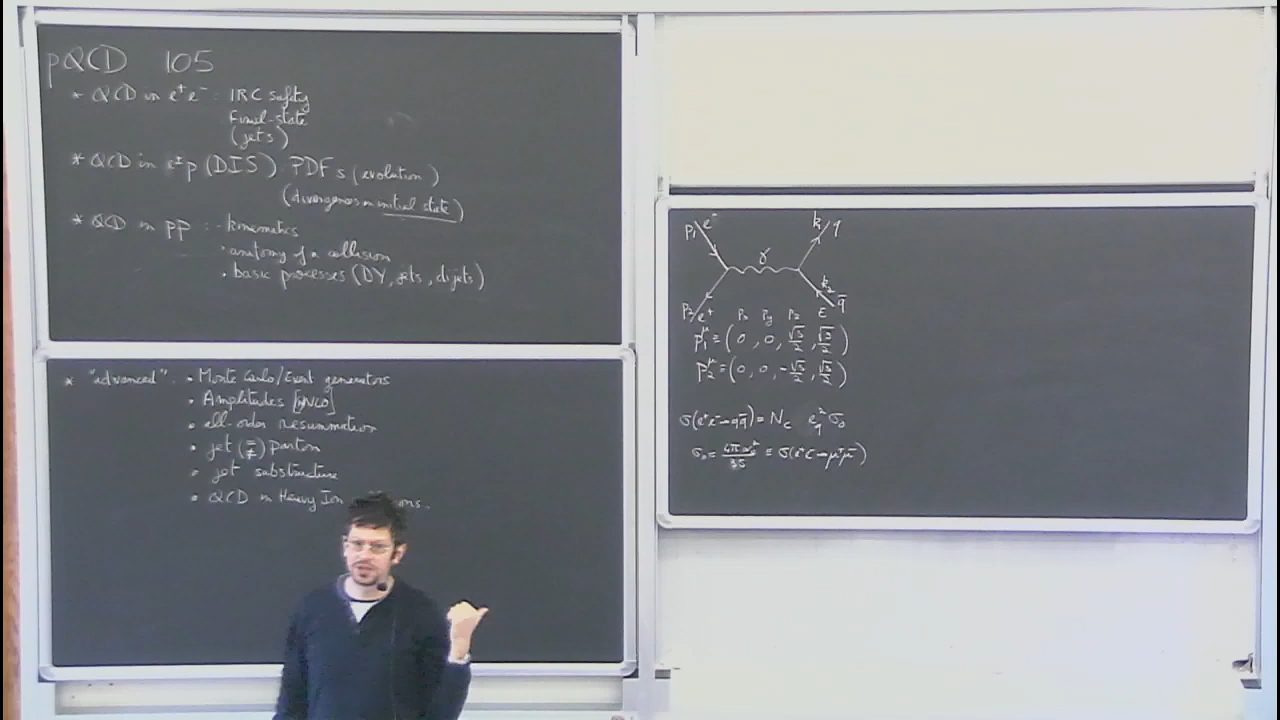 pQCD 105
* QCD in e⁺e⁻ : IRC safety
Final-state
(jets)
* QCD in e±p (DIS) : PDFs (evolution)
(divergences in initial state)
* QCD in pp : - kinematics
• anatomy of a collision
• basic processes (DY, jets, dijets)
* "advanced" : • Monte Carlo/Event generators
• Amplitudes [NNLO]
• all-order resummation
• jet (=/≠) parton
• jet substructure
• QCD in Heavy Ion
p₁ e⁻ γ k₁ q
p₂ e⁺ k₂ q̄
pₓ p_y p_z E
p₁^μ = (0, 0, √s/2, √s/2)
p₂^μ = (0, 0, -√s/2, √s/2)
σ(e⁺e⁻→qq̄) = N_c e_q² σ₀
σ₀ = 4πα²/3s ≡ σ(e⁺e⁻→μ⁺μ⁻)